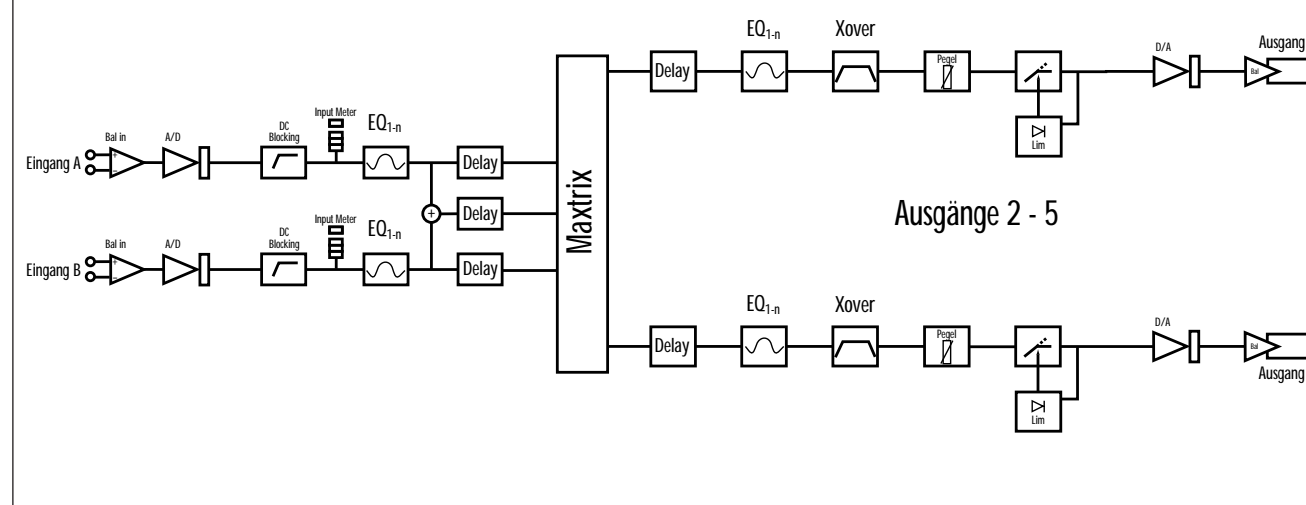 EQ1-n
Xover
D/A
Ausgang
Delay
Pegel
Bal
Lim
Input Meter
EQ1-n
DC
Blocking
Bal in
A/D
Eingang A
+
−
Delay
Maxtrix
+
Delay
Ausgänge 2 - 5
Input Meter
EQ1-n
DC
Blocking
Bal in
A/D
Eingang B
+
−
Delay
EQ1-n
Xover
D/A
Delay
Pegel
Bal
Ausgang
Lim